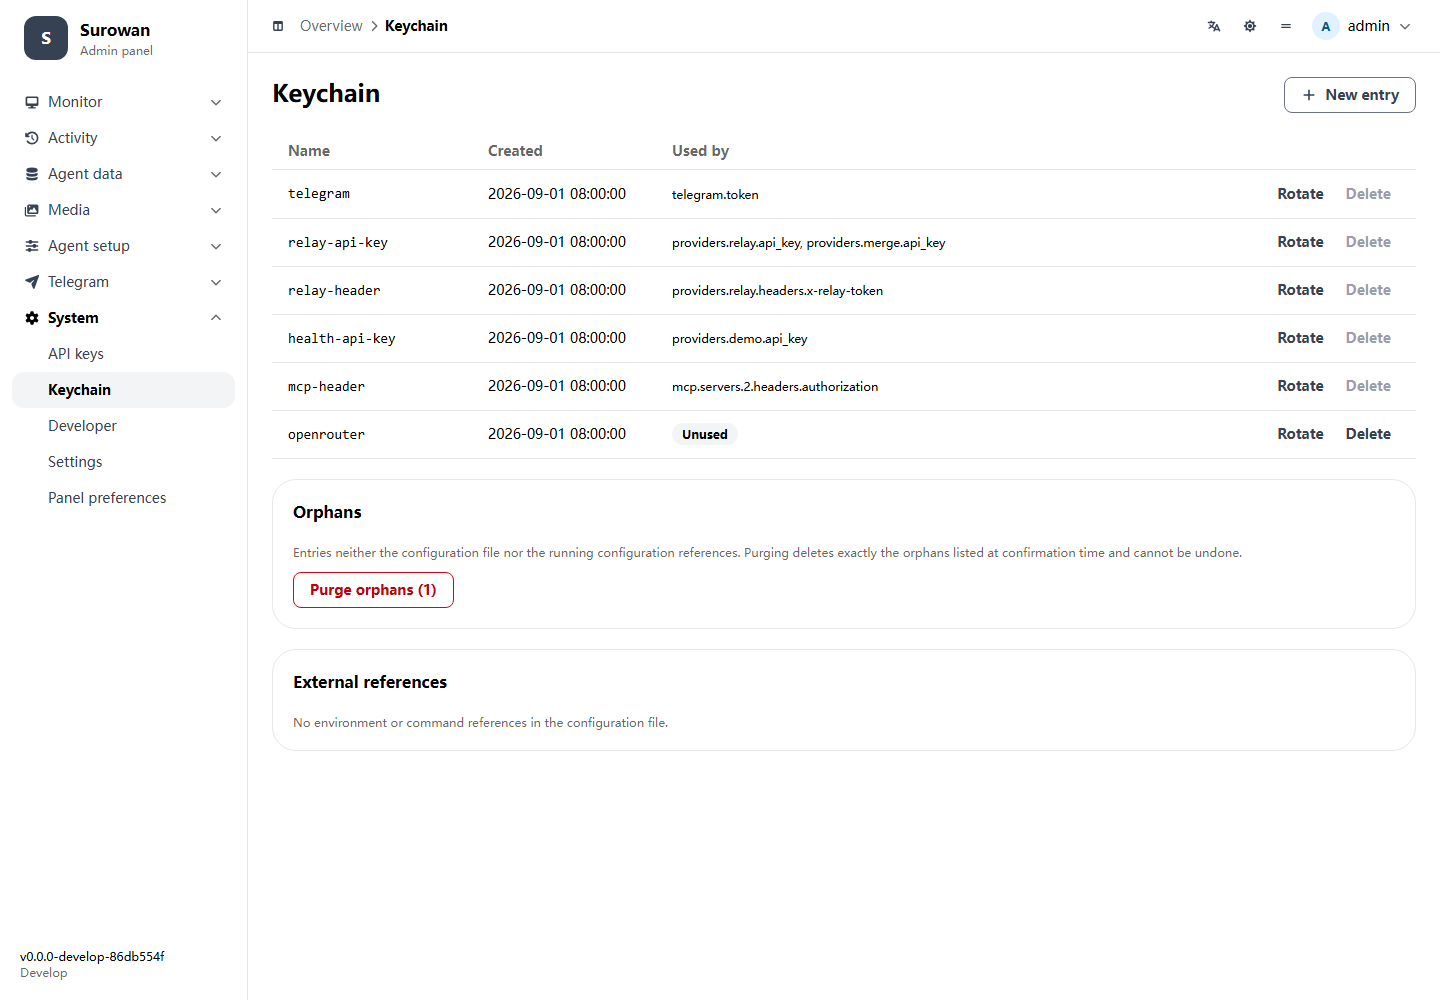 S
Surowan
Admin panel
Monitor
Activity
Agent data
Media
Agent setup
Telegram
System
API keys
Keychain
Developer
Settings
Panel preferences
v0.0.0-develop-86db554f
Develop
Overview > Keychain
A admin
Keychain
+ New entry
Name Created Used by
telegram 2026-09-01 08:00:00 telegram.token Rotate Delete
relay-api-key 2026-09-01 08:00:00 providers.relay.api_key, providers.merge.api_key Rotate Delete
relay-header 2026-09-01 08:00:00 providers.relay.headers.x-relay-token Rotate Delete
health-api-key 2026-09-01 08:00:00 providers.demo.api_key Rotate Delete
mcp-header 2026-09-01 08:00:00 mcp.servers.2.headers.authorization Rotate Delete
openrouter 2026-09-01 08:00:00 Unused Rotate Delete
Orphans
Entries neither the configuration file nor the running configuration references. Purging deletes exactly the orphans listed at confirmation time and cannot be undone.
Purge orphans (1)
External references
No environment or command references in the configuration file.